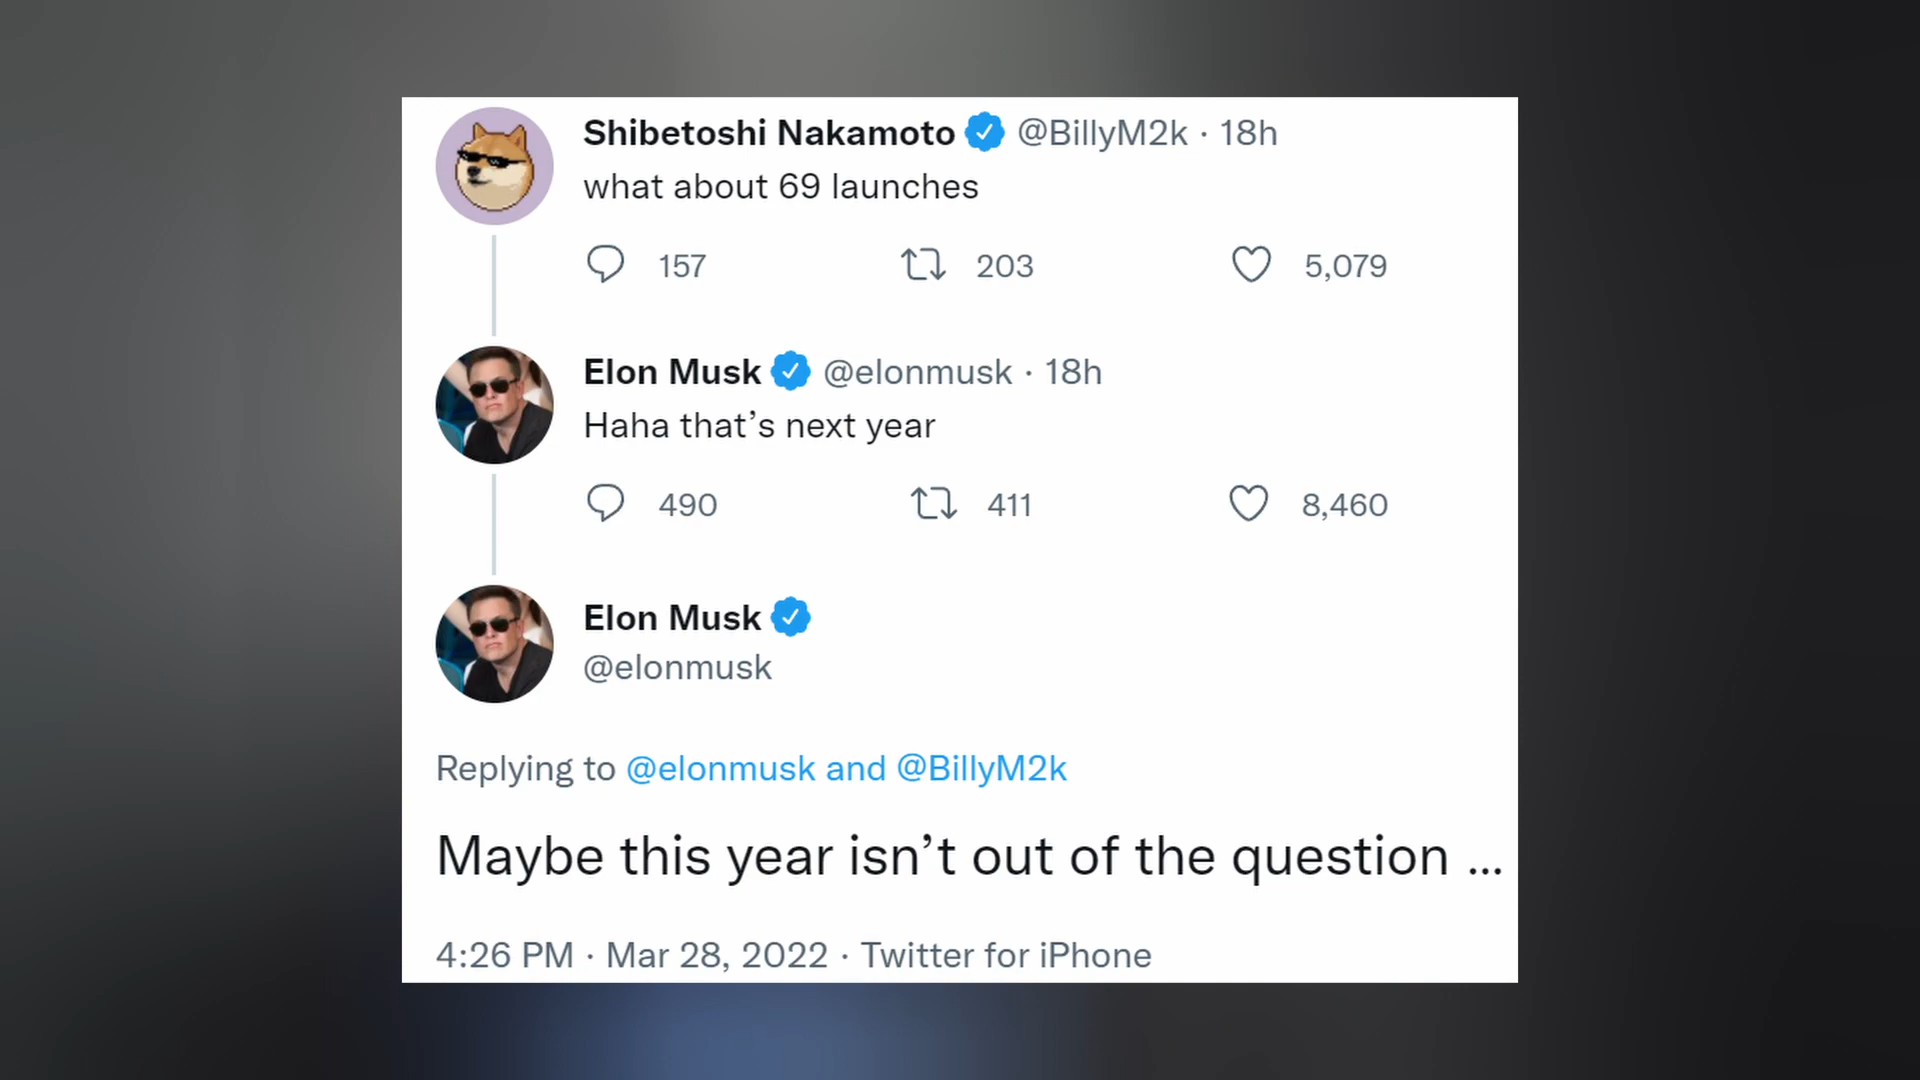 Shibetoshi Nakamoto @BillyM2k · 18h
what about 69 launches
157 203 5,079
Elon Musk @elonmusk · 18h
Haha that’s next year
490 411 8,460
Elon Musk
@elonmusk
Replying to @elonmusk and @BillyM2k
Maybe this year isn’t out of the question ...
4:26 PM · Mar 28, 2022 · Twitter for iPhone